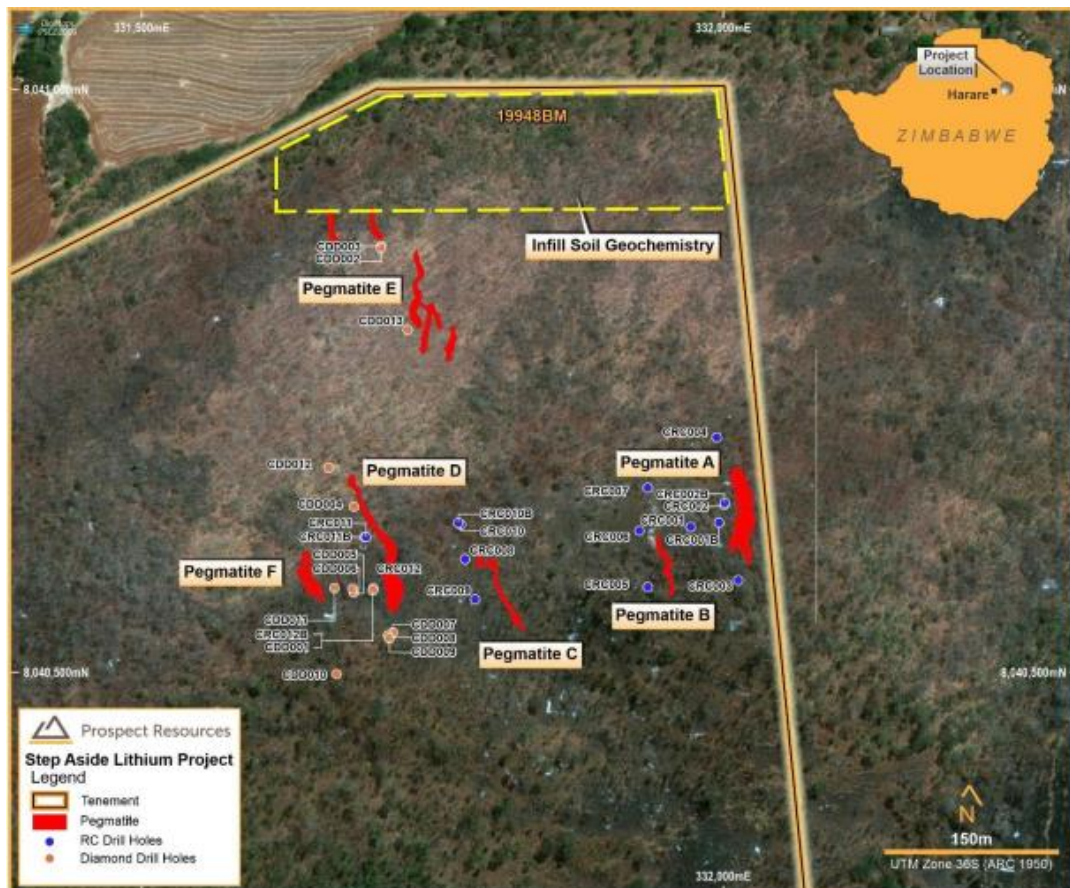 331,500mE
332,000mE
Project
Location
Harare
ZIMBABWE
8,041,000mN
19948BM
Infill Soil Geochemistry
CDD003
CDD002
Pegmatite E
CDD013
CRC004
Pegmatite A
CDD012
Pegmatite D
CRC007
CRC002B
CRC002
CDD004
CRC010B
CRC010
CRC011
CRC011B
CRC001
CRC001B
CRC006
CDD005
CDD006
CRC012
CRC008
Pegmatite F
CRC005
CRC003
CRC009
Pegmatite B
CDD011
CRC012B
CDD001
CDD007
CDD008
CDD009
Pegmatite C
CDD010
8,040,500mN
8,040,500mN
Prospect Resources
Step Aside Lithium Project
Legend
Tenement
Pegmatite
RC Drill Holes
Diamond Drill Holes
N
150m
UTM Zone 36S (ARC 1950)
332,000mE